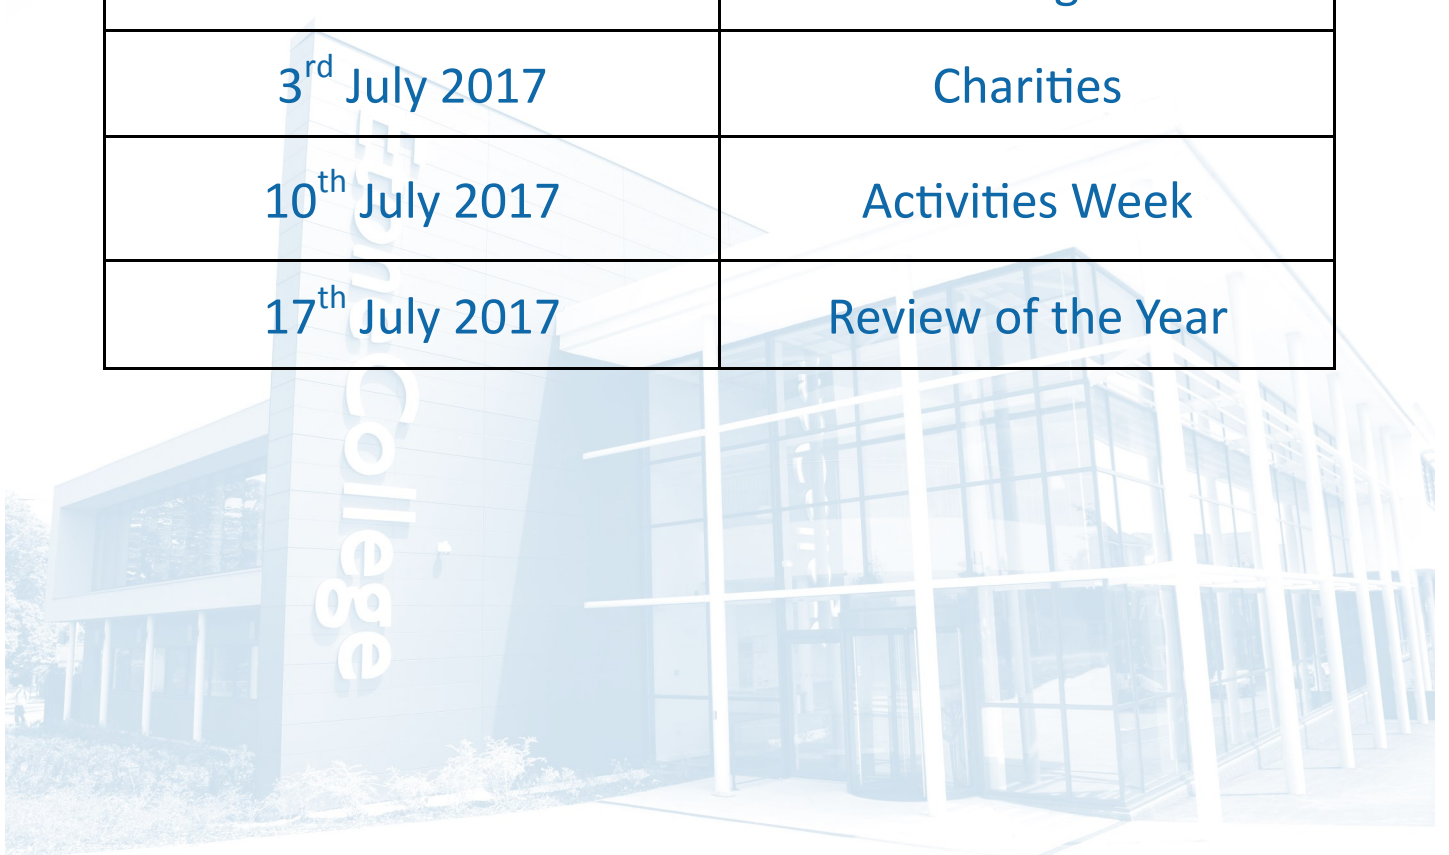 3rd July 2017 Charities
10th July 2017 Activities Week
17th July 2017 Review of the Year
College